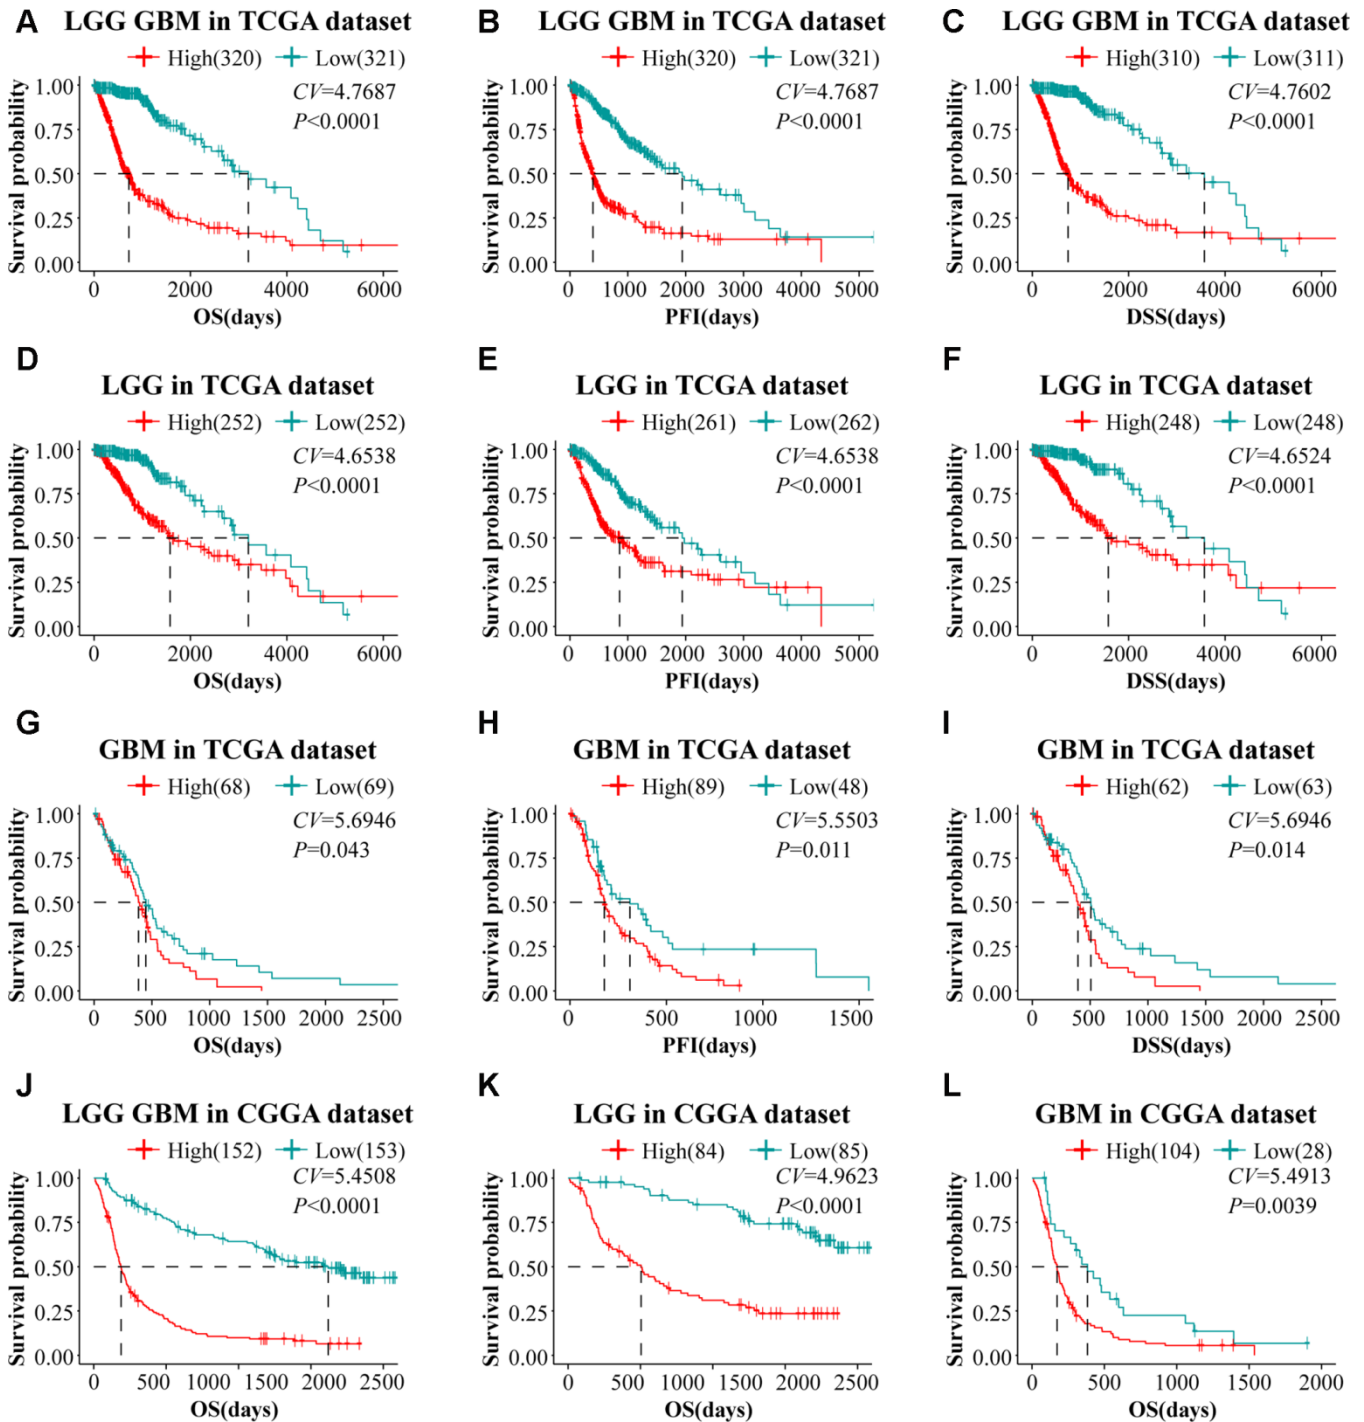 A
LGG GBM in TCGA dataset
High(320) Low(321)
CV=4.7687
P<0.0001
Survival probability
1.00
0.75
0.50
0.25
0.00
0 2000 4000 6000
OS(days)
B
LGG GBM in TCGA dataset
High(320) Low(321)
CV=4.7687
P<0.0001
Survival probability
1.00
0.75
0.50
0.25
0.00
0 1000 2000 3000 4000 5000
PFI(days)
C
LGG GBM in TCGA dataset
High(310) Low(311)
CV=4.7602
P<0.0001
Survival probability
1.00
0.75
0.50
0.25
0.00
0 2000 4000 6000
DSS(days)
D
LGG in TCGA dataset
High(252) Low(252)
CV=4.6538
P<0.0001
Survival probability
1.00
0.75
0.50
0.25
0.00
0 2000 4000 6000
OS(days)
E
LGG in TCGA dataset
High(261) Low(262)
CV=4.6538
P<0.0001
Survival probability
1.00
0.75
0.50
0.25
0.00
0 1000 2000 3000 4000 5000
PFI(days)
F
LGG in TCGA dataset
High(248) Low(248)
CV=4.6524
P<0.0001
Survival probability
1.00
0.75
0.50
0.25
0.00
0 2000 4000 6000
DSS(days)
G
GBM in TCGA dataset
High(68) Low(69)
CV=5.6946
P=0.043
Survival probability
1.00
0.75
0.50
0.25
0.00
0 500 1000 1500 2000 2500
OS(days)
H
GBM in TCGA dataset
High(89) Low(48)
CV=5.5503
P=0.011
Survival probability
1.00
0.75
0.50
0.25
0.00
0 500 1000 1500
PFI(days)
I
GBM in TCGA dataset
High(62) Low(63)
CV=5.6946
P=0.014
Survival probability
1.00
0.75
0.50
0.25
0.00
0 500 1000 1500 2000 2500
DSS(days)
J
LGG GBM in CGGA dataset
High(152) Low(153)
CV=5.4508
P<0.0001
Survival probability
1.00
0.75
0.50
0.25
0.00
0 500 1000 1500 2000 2500
OS(days)
K
LGG in CGGA dataset
High(84) Low(85)
CV=4.9623
P<0.0001
Survival probability
1.00
0.75
0.50
0.25
0.00
0 500 1000 1500 2000 2500
OS(days)
L
GBM in CGGA dataset
High(104) Low(28)
CV=5.4913
P=0.0039
Survival probability
1.00
0.75
0.50
0.25
0.00
0 500 1000 1500 2000
OS(days)